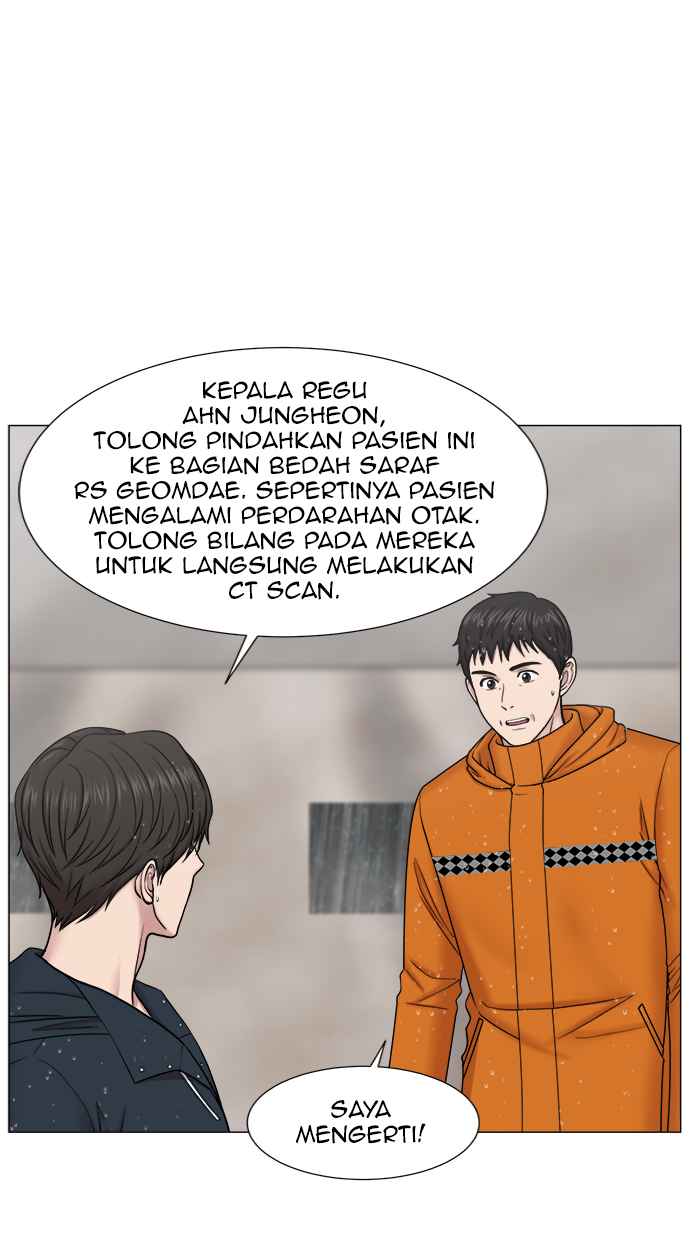 KEPALA REGU
AHN JUNGHEON,
TOLONG PINDAHKAN PASIEN INI
KE BAGIAN BEDAH SARAF
RS GEOMDAE. SEPERTINYA PASIEN
MENGALAMI PERDARAHAN OTAK.
TOLONG BILANG PADA MEREKA
UNTUK LANGSUNG MELAKUKAN
CT SCAN.
SAYA
MENGERTI!